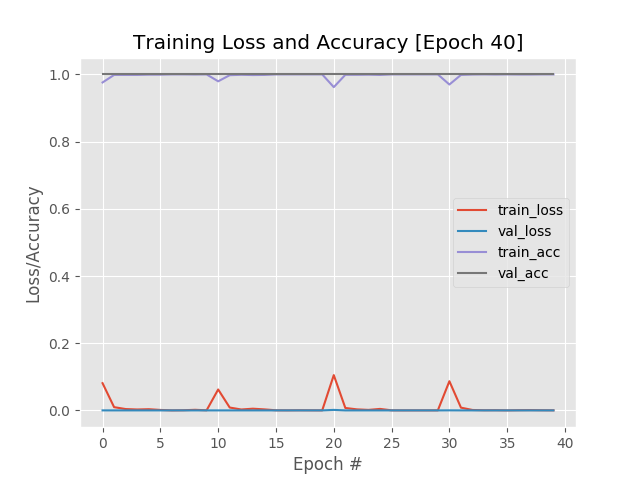 Training Loss and Accuracy [Epoch 40]
1.0
0.8
0.6
0.4
0.2
0.0
Loss/Accuracy
train_loss
val_loss
train_acc
val_acc
0 5 10 15 20 25 30 35 40
Epoch #